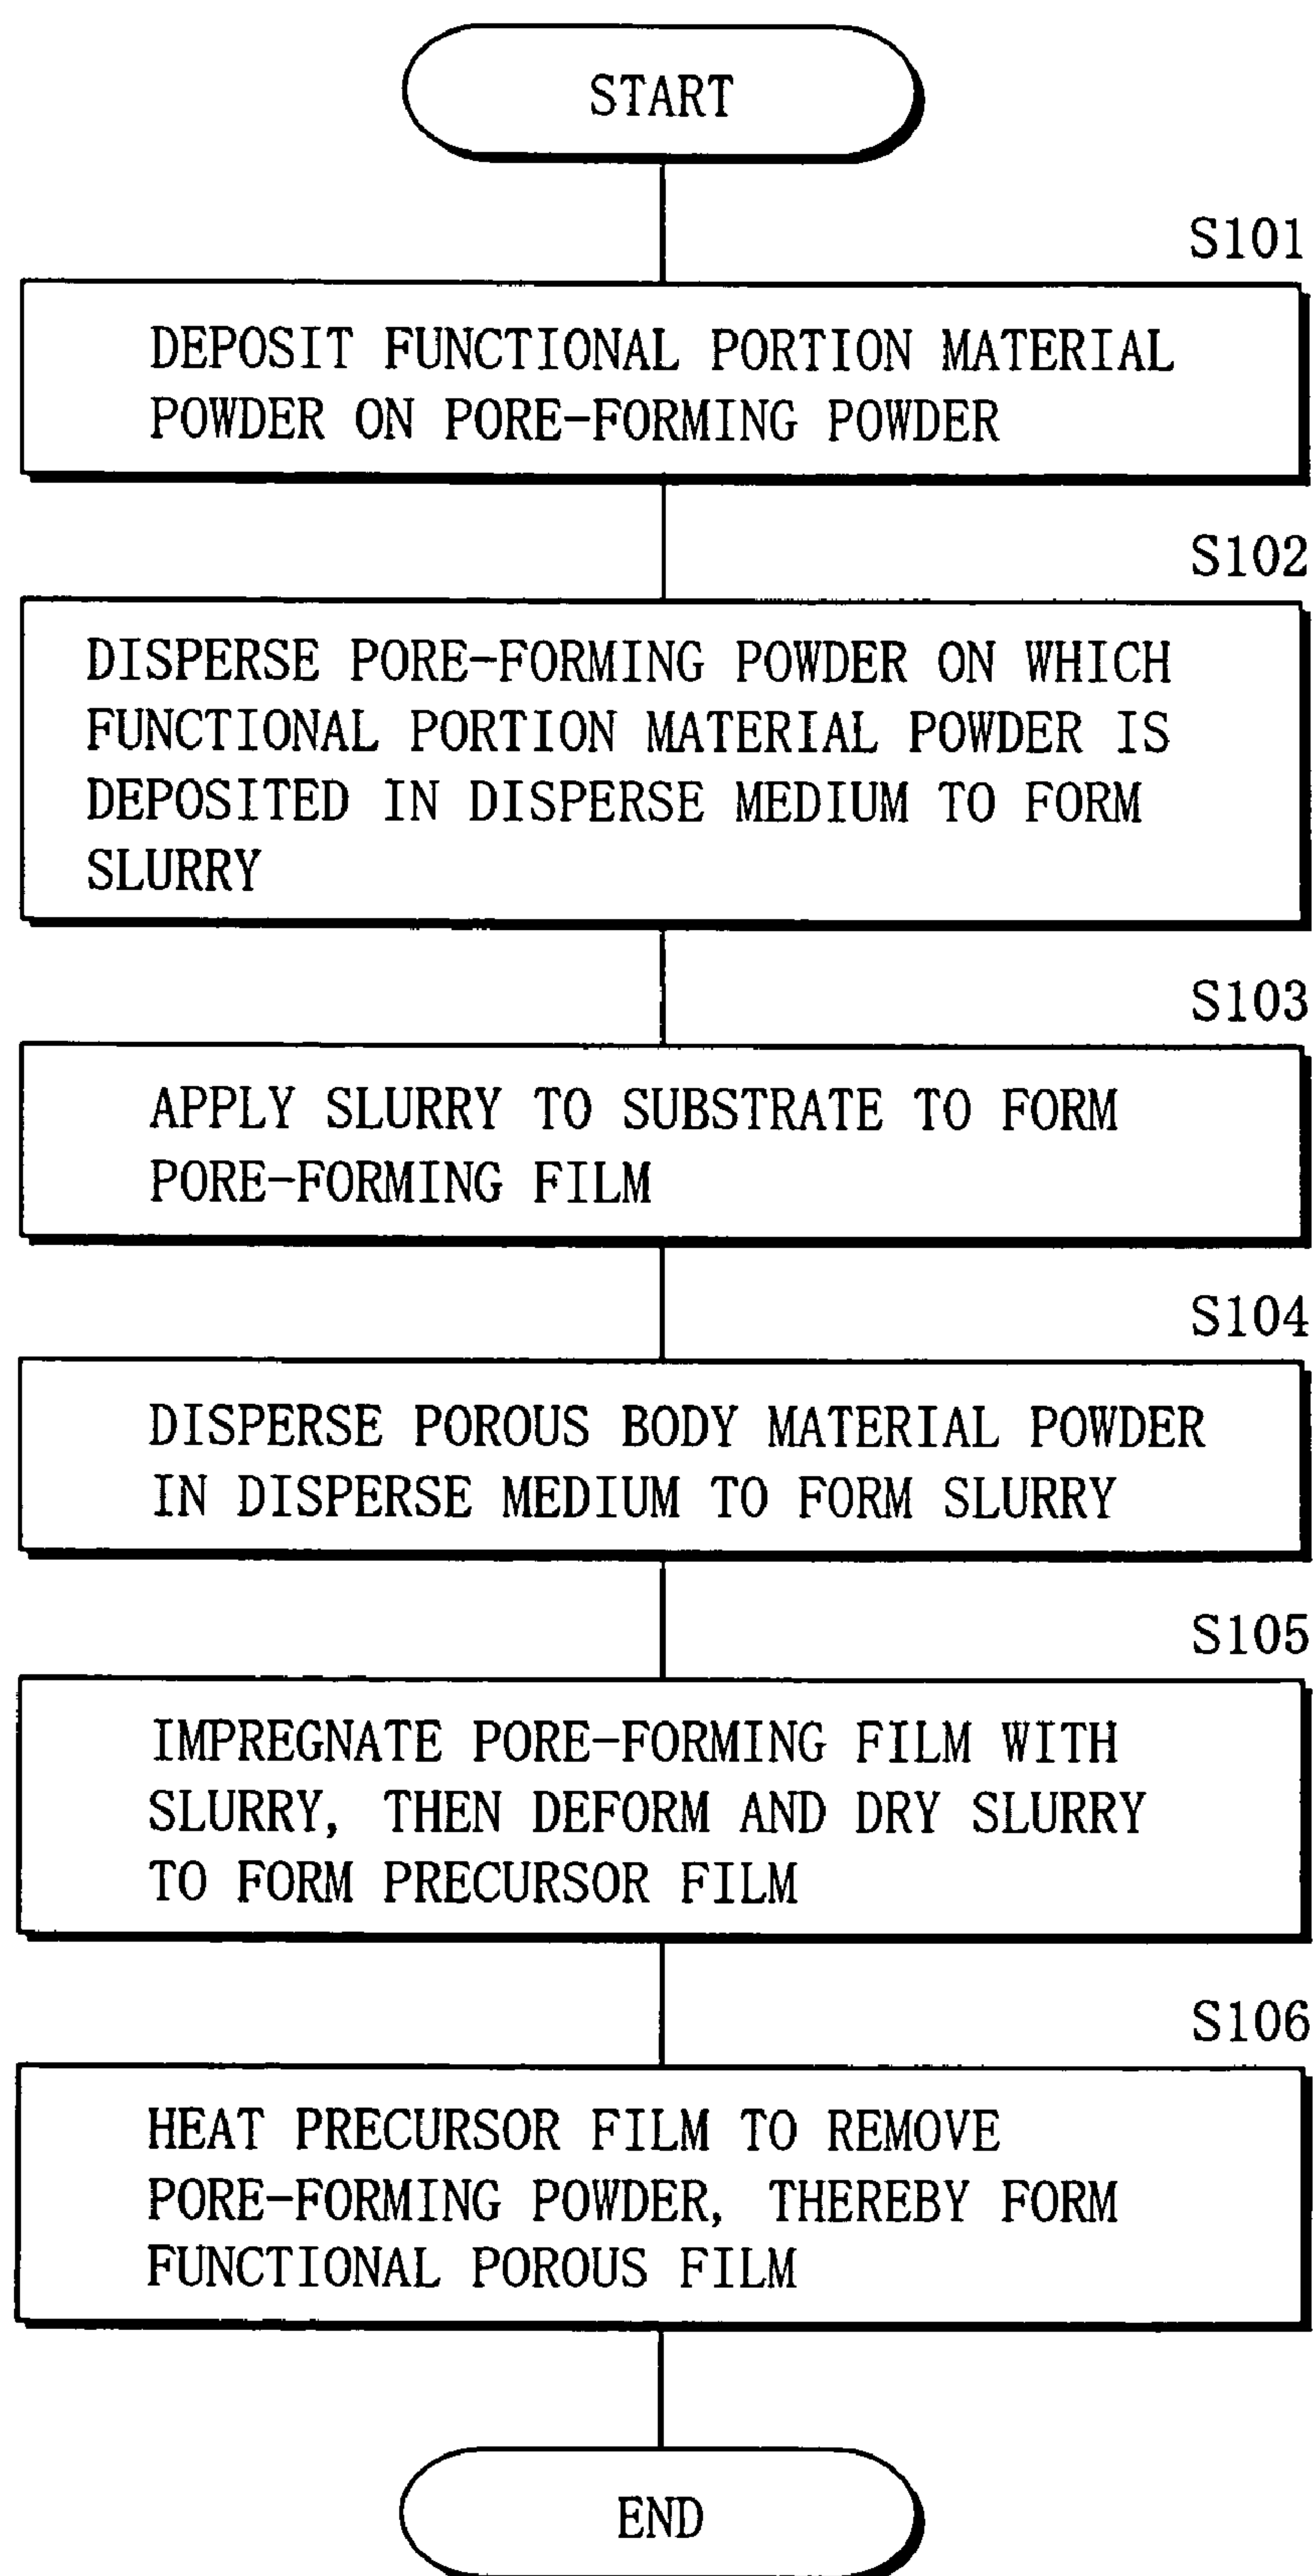 START
S101
DEPOSIT FUNCTIONAL PORTION MATERIAL
POWDER ON PORE-FORMING POWDER
S102
DISPERSE PORE-FORMING POWDER ON WHICH
FUNCTIONAL PORTION MATERIAL POWDER IS
DEPOSITED IN DISPERSE MEDIUM TO FORM
SLURRY
S103
APPLY SLURRY TO SUBSTRATE TO FORM
PORE-FORMING FILM
S104
DISPERSE POROUS BODY MATERIAL POWDER
IN DISPERSE MEDIUM TO FORM SLURRY
S105
IMPREGNATE PORE-FORMING FILM WITH
SLURRY, THEN DEFORM AND DRY SLURRY
TO FORM PRECURSOR FILM
S106
HEAT PRECURSOR FILM TO REMOVE
PORE-FORMING POWDER, THEREBY FORM
FUNCTIONAL POROUS FILM
END